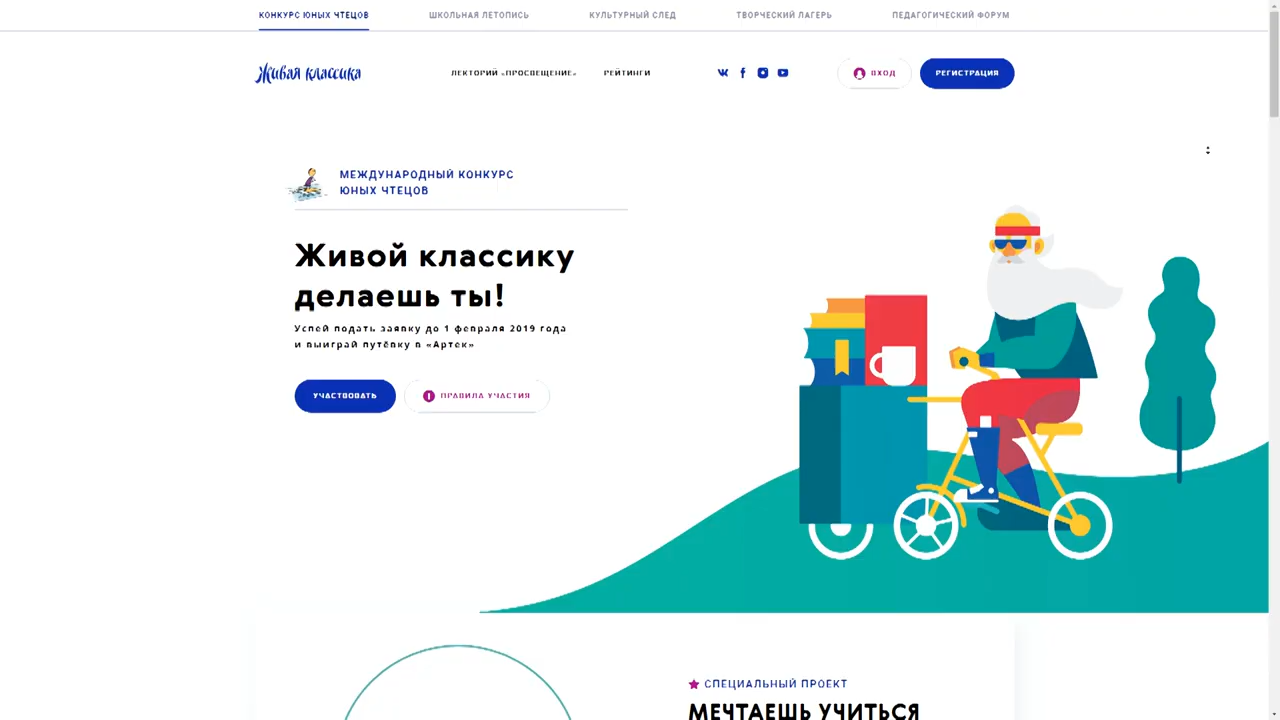 КОНКУРС ЮНЫХ ЧТЕЦОВ ШКОЛЬНАЯ ЛЕТОПИСЬ КУЛЬТУРНЫЙ СЛЕД ТВОРЧЕСКИЙ ЛАГЕРЬ ПЕДАГОГИЧЕСКИЙ ФОРУМ
Живая классика ЛЕКТОРИЙ «ПРОСВЕЩЕНИЕ» РЕЙТИНГИ ВХОД РЕГИСТРАЦИЯ
МЕЖДУНАРОДНЫЙ КОНКУРС
ЮНЫХ ЧТЕЦОВ
Живой классику
делаешь ты!
Успей подать заявку до 1 февраля 2019 года
и выиграй путёвку в «Артек»
УЧАСТВОВАТЬ ПРАВИЛА УЧАСТИЯ
СПЕЦИАЛЬНЫЙ ПРОЕКТ
МЕЧТАЕШЬ УЧИТЬСЯ